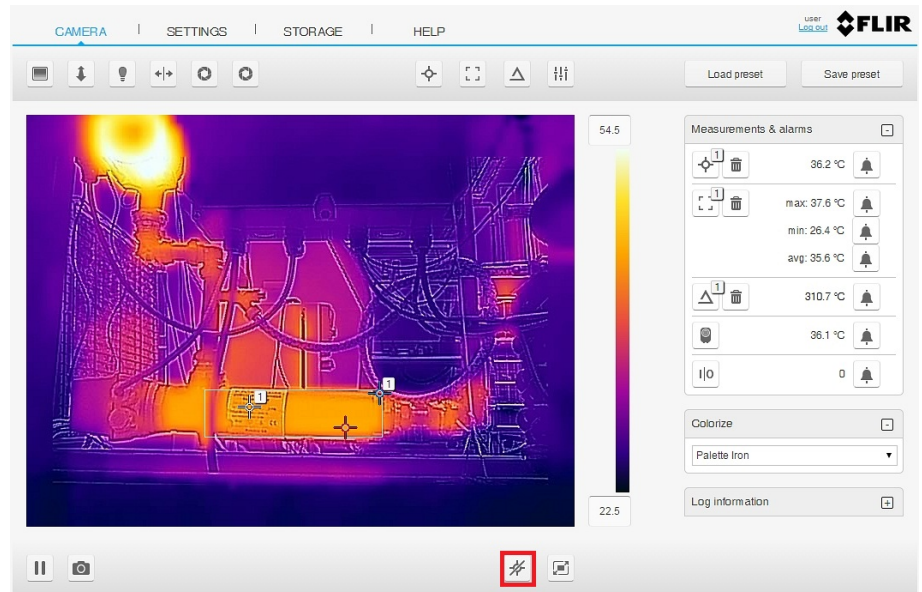 CAMERA | SETTINGS | STORAGE | HELP
user
Log out
FLIR
Load preset
Save preset
54.5
Measurements & alarms
1
36.2 °C
1
max: 37.6 °C
min: 26.4 °C
avg: 35.6 °C
1
310.7 °C
36.1 °C
I|O
0
1
1
Colorize
Palette Iron
Log information
22.5